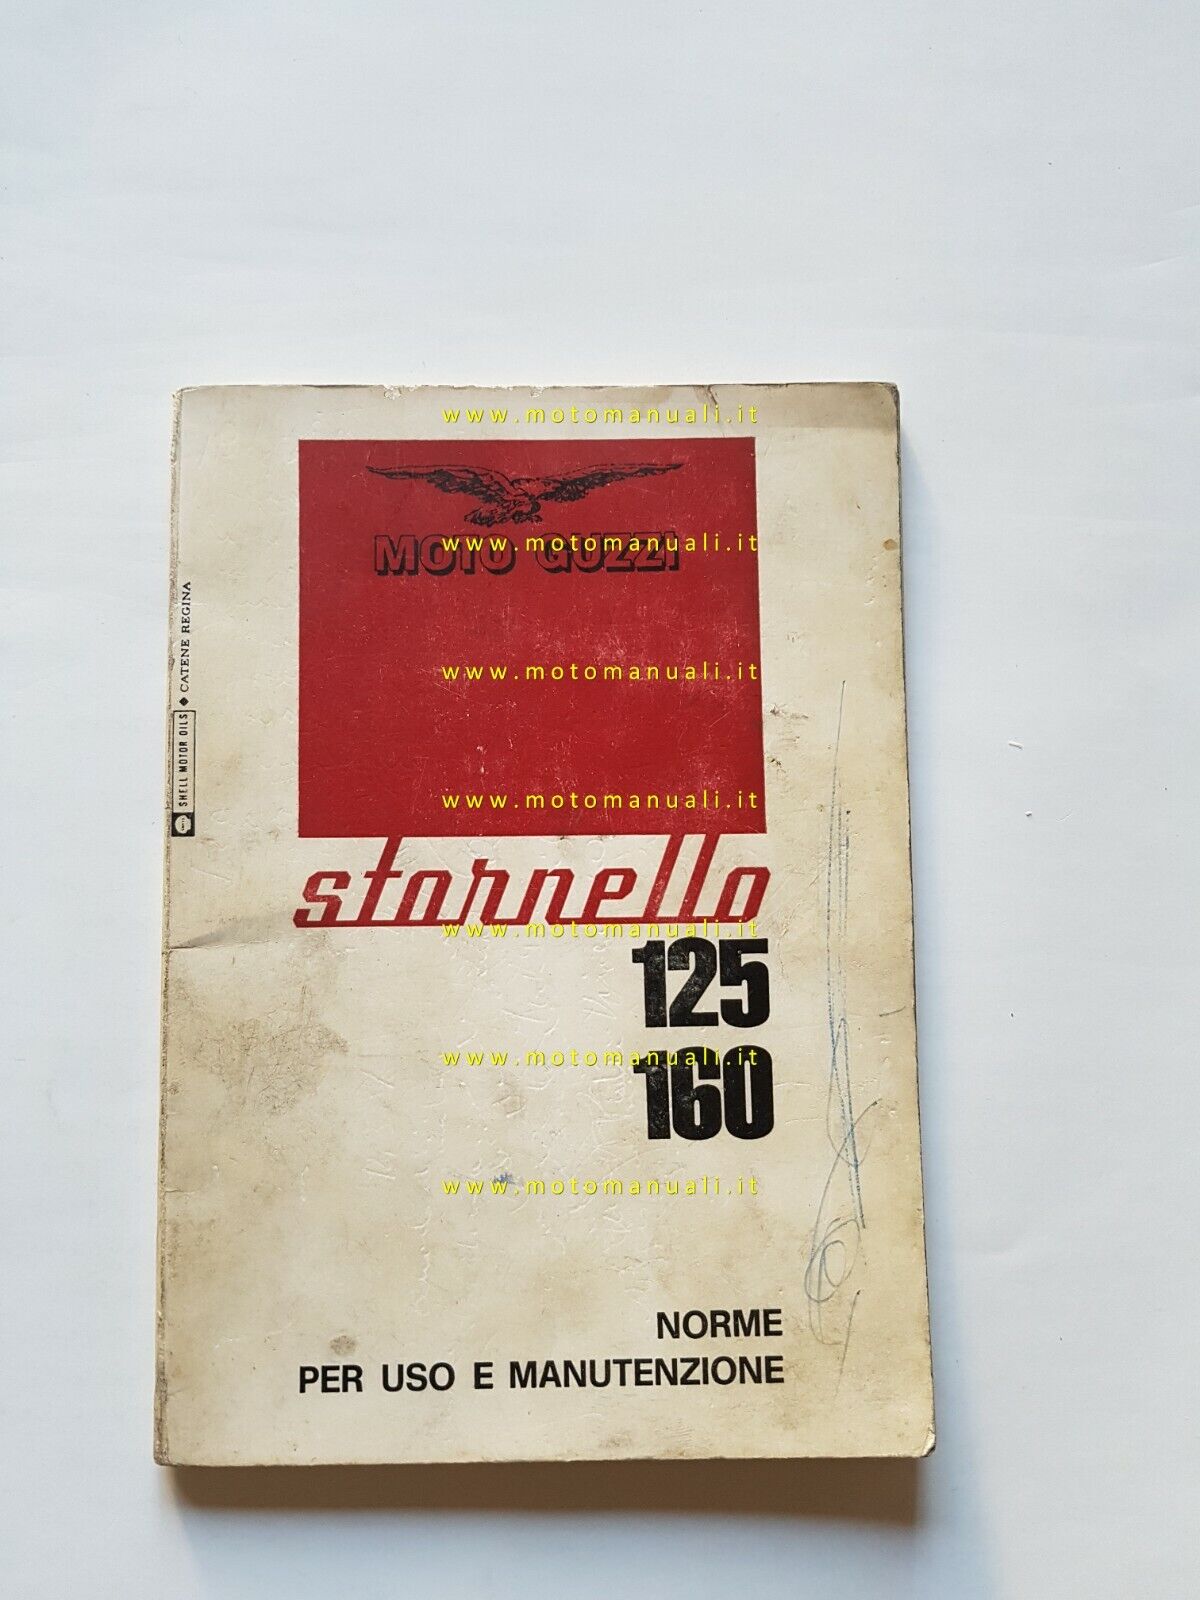 www.motomanuali.it
MOTO GUZZI
www.motomanuali.it
www.motomanuali.it
www.motomanuali.it
stornello
www.motomanuali.it
125
www.motomanuali.it
160
www.motomanuali.it
NORME
PER USO E MANUTENZIONE
SHELL MOTOR OILS ◆ CATENE REGINA